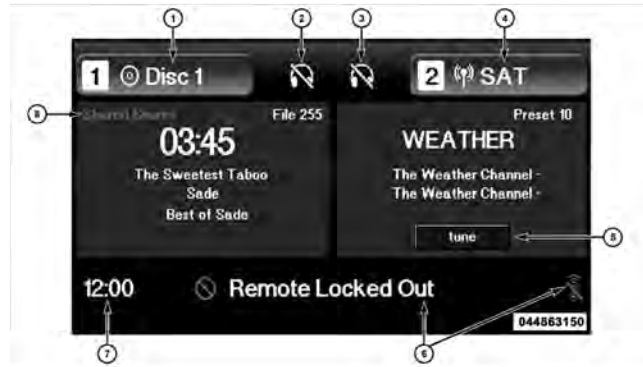 1 2 3 4
1 Disc 1 2 SAT
8 Shared Source File 255 Preset 10
03:45 WEATHER
The Sweetest Taboo The Weather Channel -
Sade The Weather Channel -
Best of Sade
tune 5
12:00 Remote Locked Out
044863150
7 6